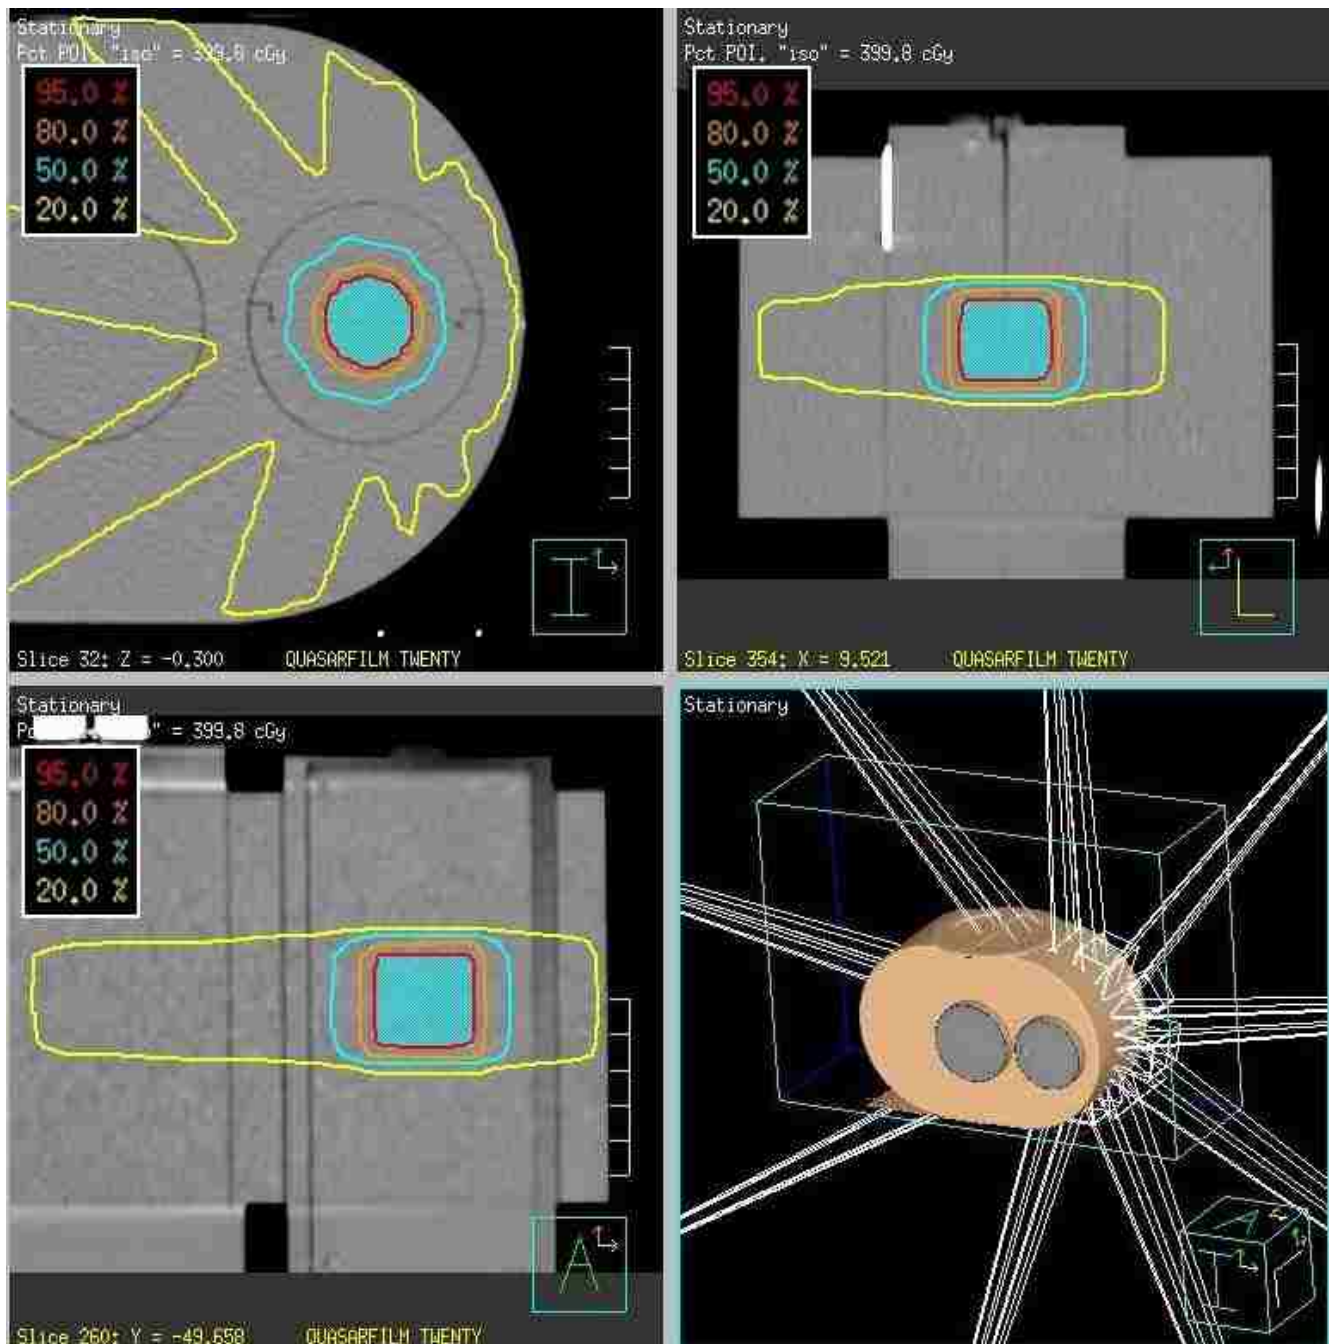 Stationary
Pct POI. "iso" = 399.8 cGy
95.0 %
80.0 %
50.0 %
20.0 %
I
Slice 32: Z = -0.300 QUASARFILM TWENTY
Stationary
Pct POI. "iso" = 399.8 cGy
95.0 %
80.0 %
50.0 %
20.0 %
L
Slice 354: X = 9.521 QUASARFILM TWENTY
Stationary
" = 399.8 cGy
95.0 %
80.0 %
50.0 %
20.0 %
A
Slice 260: Y = -49.658 QUASARFILM TWENTY
Stationary
A
I
L